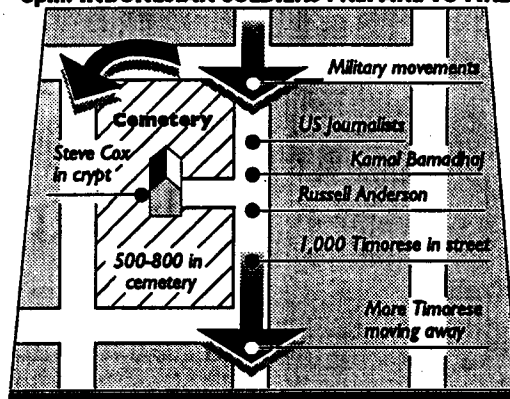 Military movements
Cemetery
US Journalists
Steve Cox
in crypt
Kamal Bamadhaj
Russell Anderson
500-800 in
cemetery
1,000 Timorese in street
More Timorese
moving away